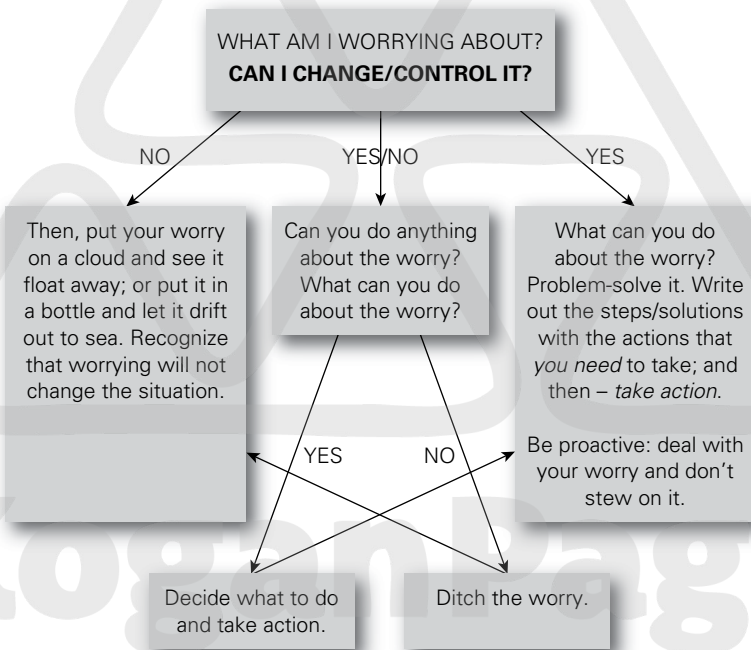 WHAT AM I WORRYING ABOUT?
CAN I CHANGE/CONTROL IT?
NO
YES/NO
YES
Then, put your worry
on a cloud and see it
float away; or put it in
a bottle and let it drift
out to sea. Recognize
that worrying will not
change the situation.
Can you do anything
about the worry?
What can you do
about the worry?
What can you do
about the worry?
Problem-solve it. Write
out the steps/solutions
with the actions that
you need to take; and
then – take action.
Be proactive: deal with
your worry and don't
stew on it.
YES
NO
Decide what to do
and take action.
Ditch the worry.
KoganPag